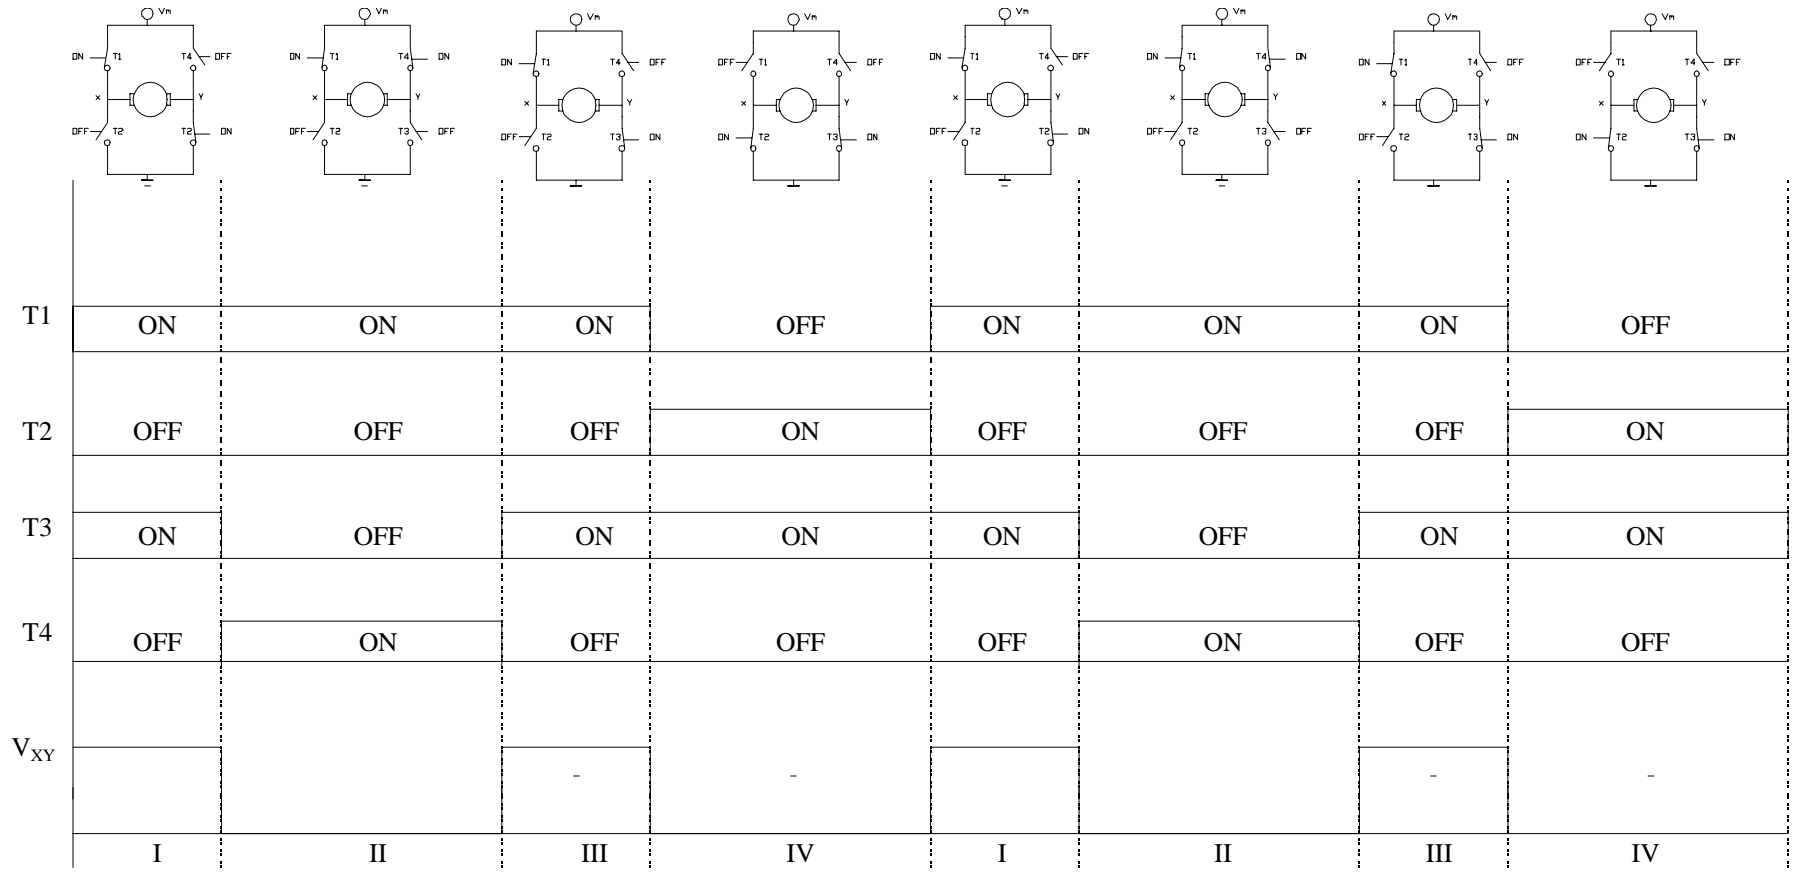 Vm Vm Vm Vm Vm Vm Vm Vm
ON T1 T4 OFF ON T1 T4 ON ON T1 T4 OFF OFF T1 T4 OFF ON T1 T4 OFF ON T1 T4 ON ON T1 T4 OFF OFF T1 T4 OFF
X Y X Y X Y X Y X Y X Y X Y X Y
OFF T2 T2 ON OFF T2 T3 OFF OFF T2 T3 ON ON T2 T3 ON OFF T2 T2 ON OFF T2 T3 OFF OFF T2 T3 ON ON T2 T3 ON
T1 ON ON ON OFF ON ON ON OFF
T2 OFF OFF OFF ON OFF OFF OFF ON
T3 ON OFF ON ON ON OFF ON ON
T4 OFF ON OFF OFF OFF ON OFF OFF
VXY
I II III IV I II III IV